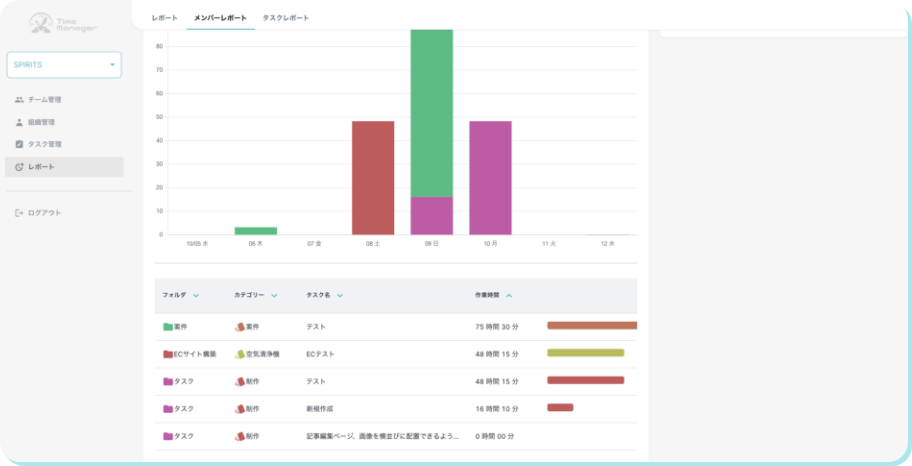 Time
Manager
レポート メンバーレポート タスクレポート
SPIRITS
チーム管理
組織管理
タスク管理
レポート
ログアウト
80
70
60
50
40
30
20
10
0
10/05 水 06 木 07 金 08 土 09 日 10 月 11 火 12 水
フォルダ カテゴリー タスク名 作業時間
案件 案件 テスト 75 時間 30 分
ECサイト構築 空気清浄機 ECテスト 48 時間 15 分
タスク 制作 テスト 48 時間 15 分
タスク 制作 新規作成 16 時間 10 分
タスク 制作 記事編集ページ、画像を横並びに配置できるよう... 0 時間 00 分